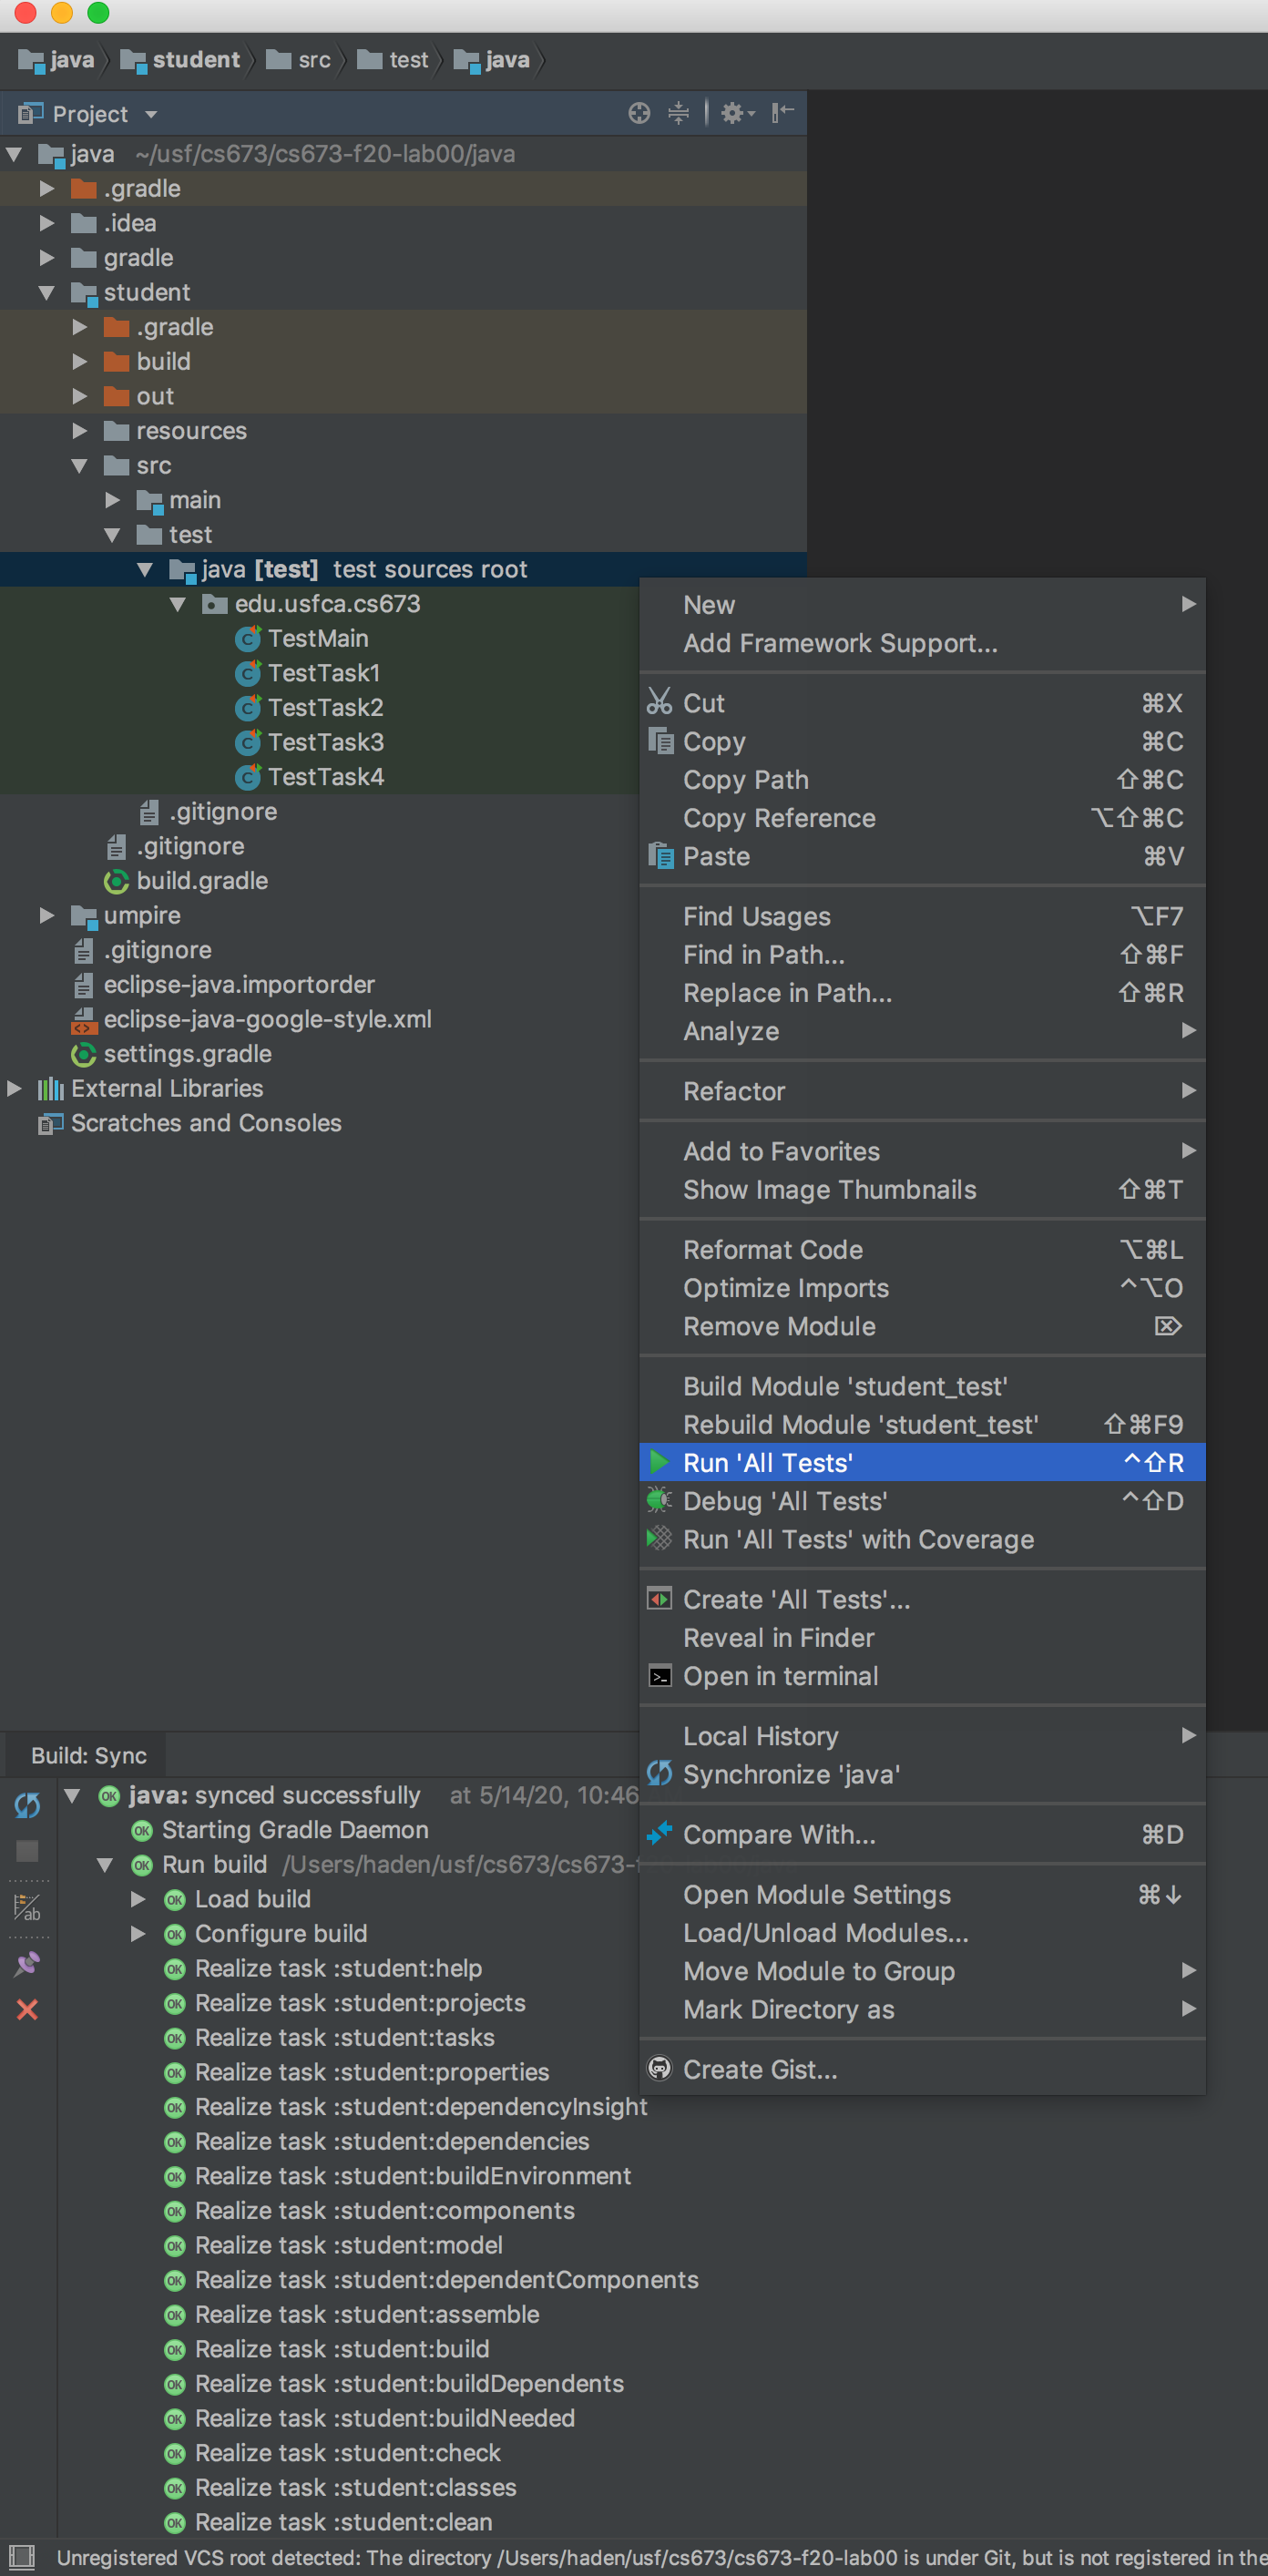 java student src test java
Project
java ~/usf/cs673/cs673-f20-lab00/java
.gradle
.idea
gradle
student
.gradle
build
out
resources
src
main
test
java [test] test sources root
edu.usfca.cs673
TestMain
TestTask1
TestTask2
TestTask3
TestTask4
.gitignore
.gitignore
build.gradle
umpire
.gitignore
eclipse-java.importorder
eclipse-java-google-style.xml
settings.gradle
External Libraries
Scratches and Consoles
New
Add Framework Support...
Cut ⌘X
Copy ⌘C
Copy Path ⇧⌘C
Copy Reference ⌥⇧⌘C
Paste ⌘V
Find Usages ⌥F7
Find in Path... ⇧⌘F
Replace in Path... ⇧⌘R
Analyze
Refactor
Add to Favorites
Show Image Thumbnails ⇧⌘T
Reformat Code ⌥⌘L
Optimize Imports ^⌥O
Remove Module ⌦
Build Module 'student_test'
Rebuild Module 'student_test' ⇧⌘F9
Run 'All Tests' ^⇧R
Debug 'All Tests' ^⇧D
Run 'All Tests' with Coverage
Create 'All Tests'...
Reveal in Finder
Open in terminal
Local History
Synchronize 'java'
Compare With... ⌘D
Open Module Settings ⌘↓
Load/Unload Modules...
Move Module to Group
Mark Directory as
Create Gist...
Build: Sync
java: synced successfully at 5/14/20, 10:46
Starting Gradle Daemon
Run build /Users/haden/usf/cs673/cs673-f
Load build
Configure build
Realize task :student:help
Realize task :student:projects
Realize task :student:tasks
Realize task :student:properties
Realize task :student:dependencyInsight
Realize task :student:dependencies
Realize task :student:buildEnvironment
Realize task :student:components
Realize task :student:model
Realize task :student:dependentComponents
Realize task :student:assemble
Realize task :student:build
Realize task :student:buildDependents
Realize task :student:buildNeeded
Realize task :student:check
Realize task :student:classes
Realize task :student:clean
Unregistered VCS root detected: The directory /Users/haden/usf/cs673/cs673-f20-lab00 is under Git, but is not registered in the